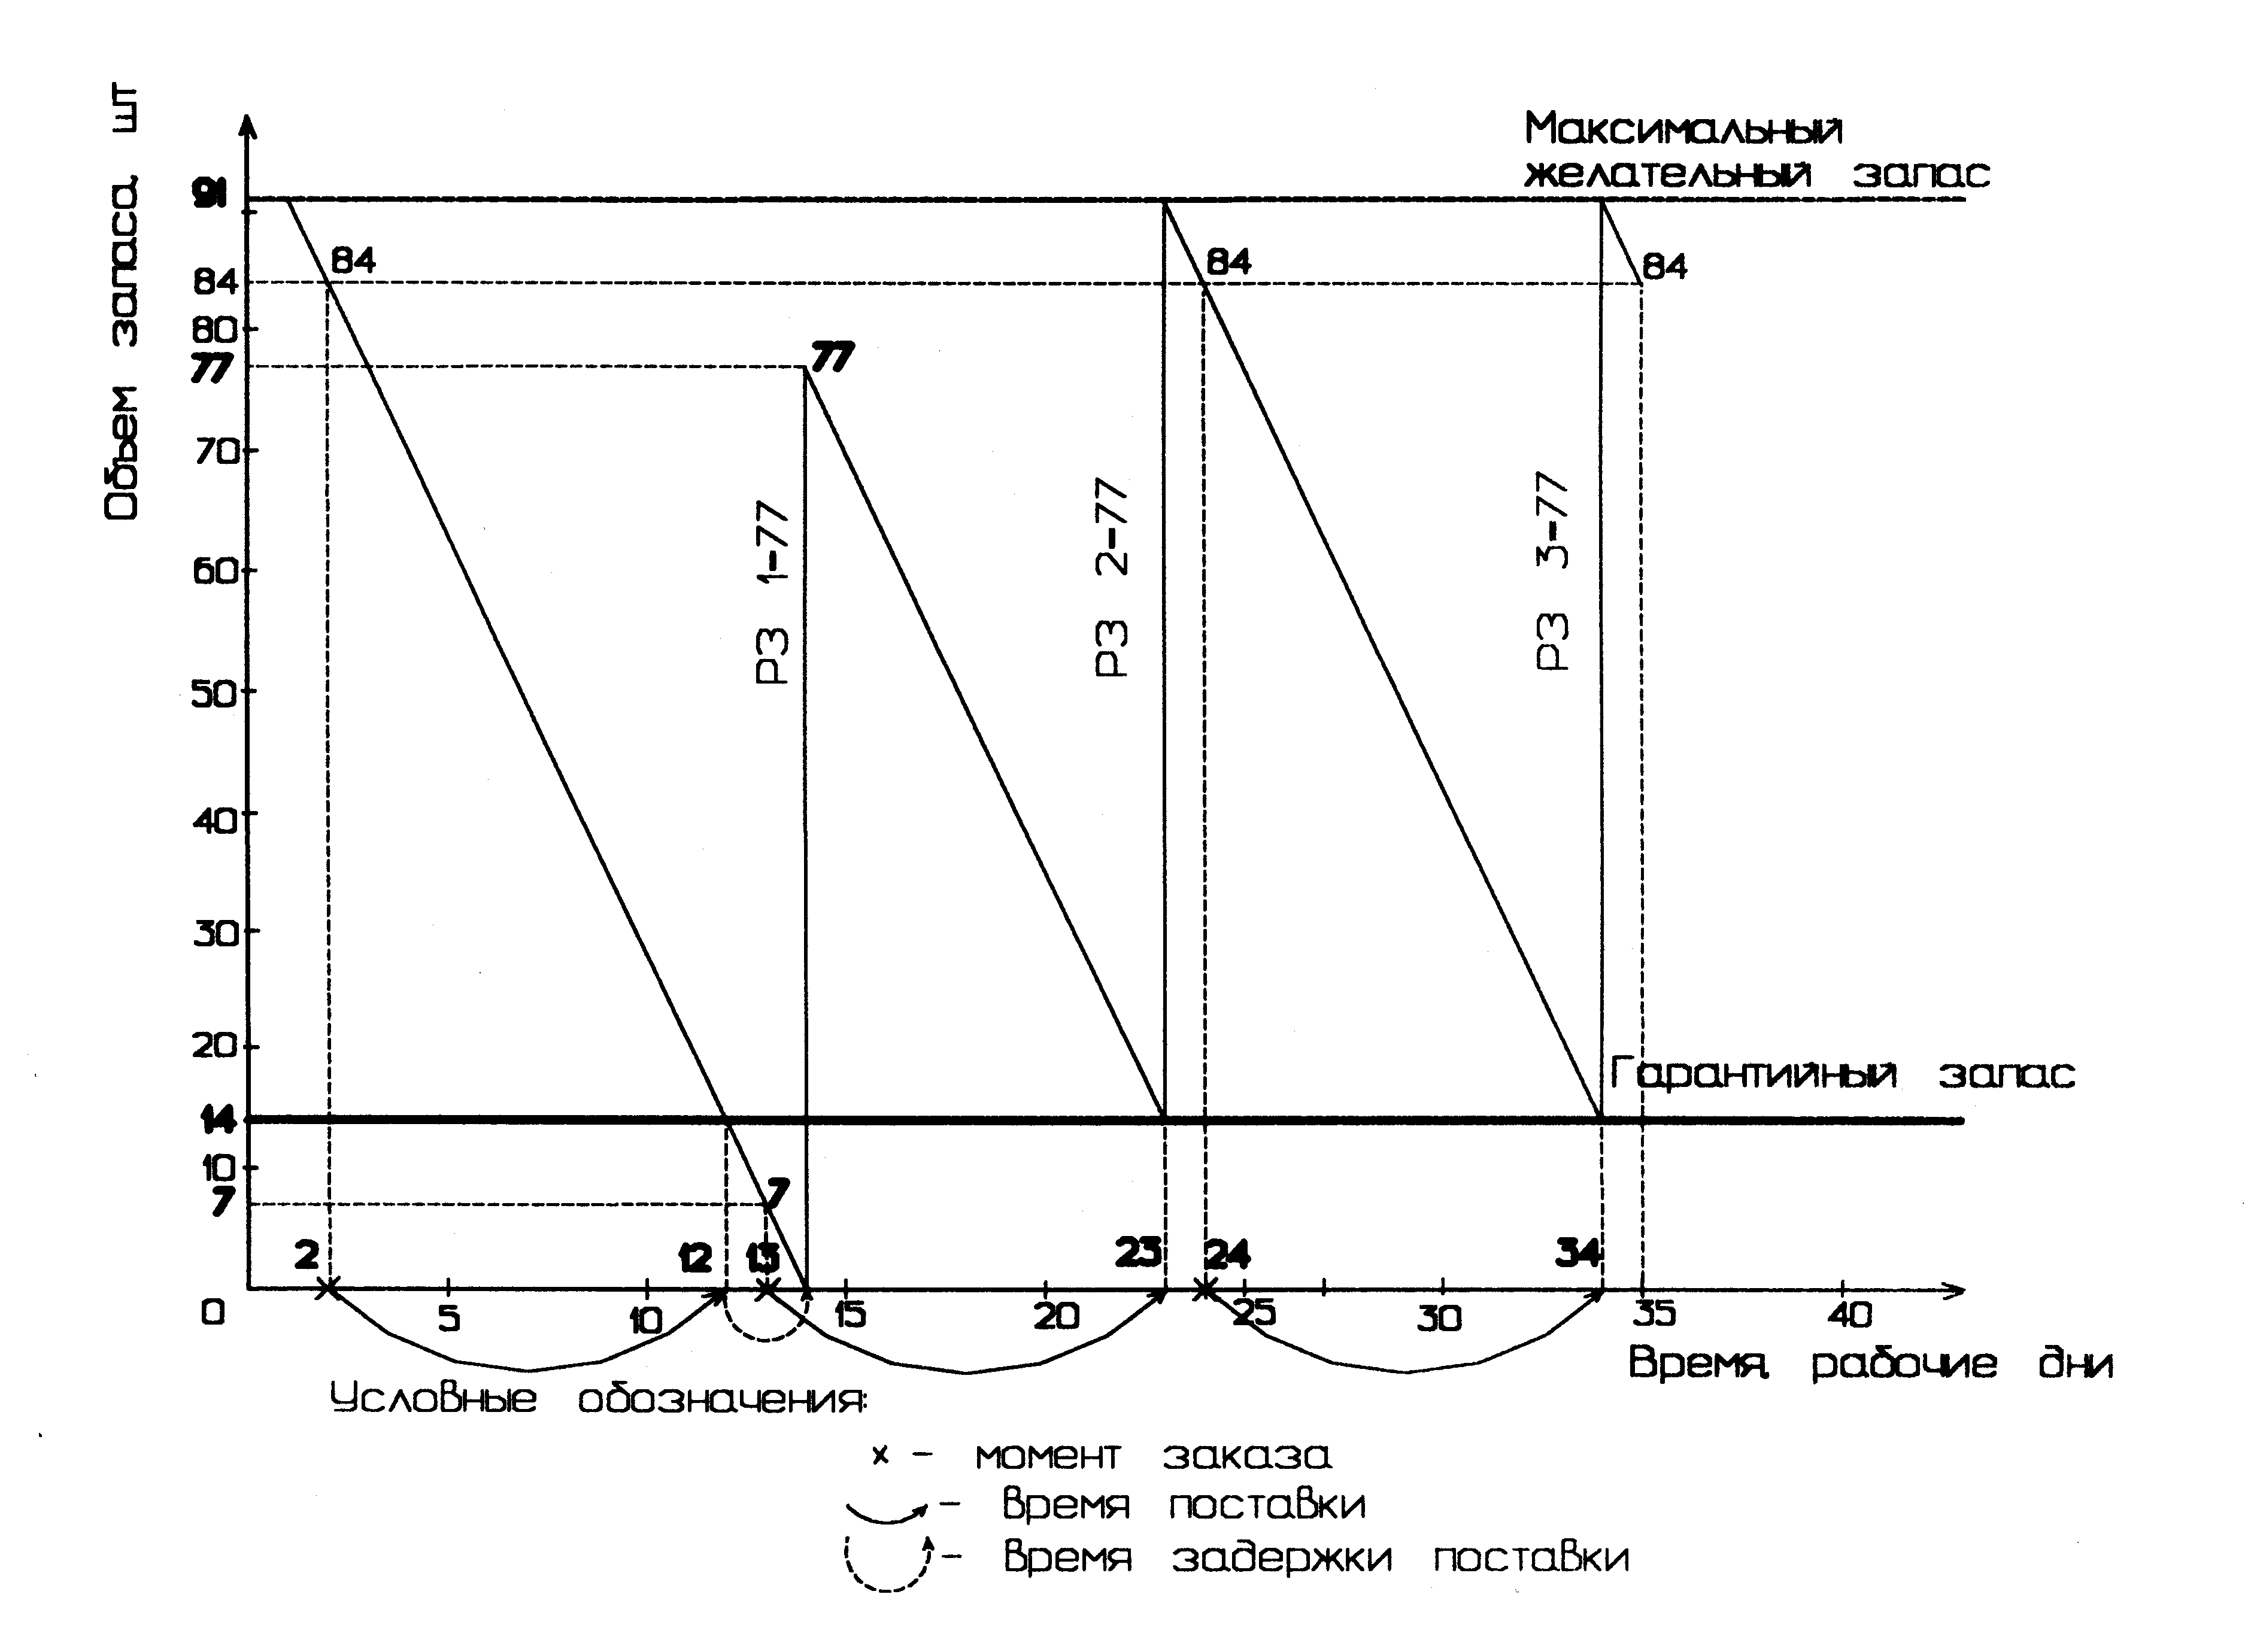 Объем запаса, шт
Максимальный
желательный запас
91
84
84
84
84
80
77
77
70
60
50
40
30
20
14
10
7
7
РЗ 1-77
РЗ 2-77
РЗ 3-77
Гарантийный запас
2
12
13
23
24
34
0
5
10
15
20
25
30
35
40
Время, рабочие дни
Условные обозначения:
x - момент заказа
- время поставки
- время задержки поставки